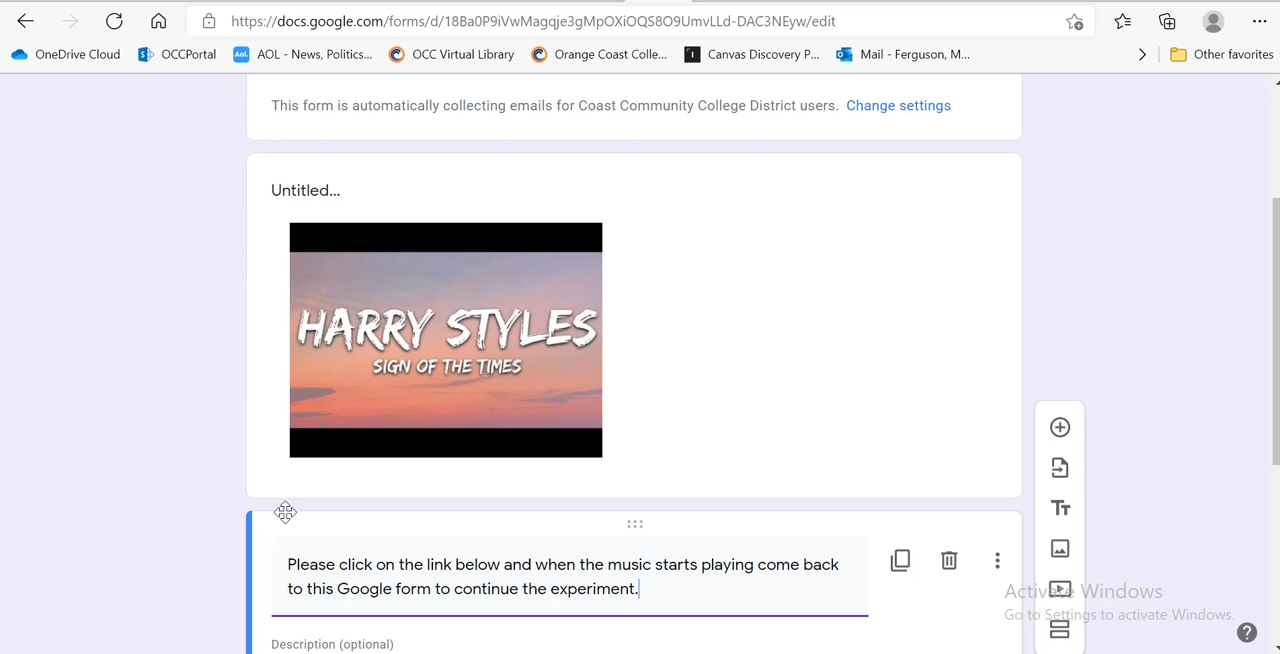 https://docs.google.com/forms/d/18Ba0P9iVwMagqje3gMpOXiOQS8O9UmvLLd-DAC3NEyw/edit
OneDrive Cloud
OCCPortal
Aol.
AOL - News, Politics...
OCC Virtual Library
Orange Coast Colle...
Canvas Discovery P...
Mail - Ferguson, M...
Other favorites
This form is automatically collecting emails for Coast Community College District users. Change settings
Untitled...
HARRY STYLES
SIGN OF THE TIMES
Please click on the link below and when the music starts playing come back
to this Google form to continue the experiment.
Tт
Activate Windows
Go to Settings to activate Windows.
Description (optional)